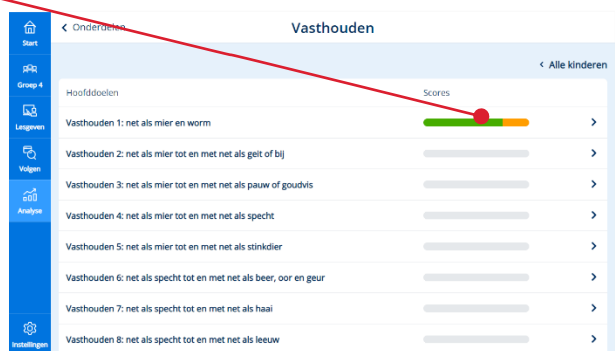 Start
Groep 4
Lesgeven
Volgen
Analyse
Instellingen
Onderdelen
Vasthouden
Alle kinderen
Hoofddoelen Scores
Vasthouden 1: net als mier en worm
Vasthouden 2: net als mier tot en met net als geit of bij
Vasthouden 3: net als mier tot en met net als pauw of goudvis
Vasthouden 4: net als mier tot en met net als specht
Vasthouden 5: net als mier tot en met net als stinkdier
Vasthouden 6: net als specht tot en met net als beer, oor en geur
Vasthouden 7: net als specht tot en met net als haai
Vasthouden 8: net als specht tot en met net als leeuw